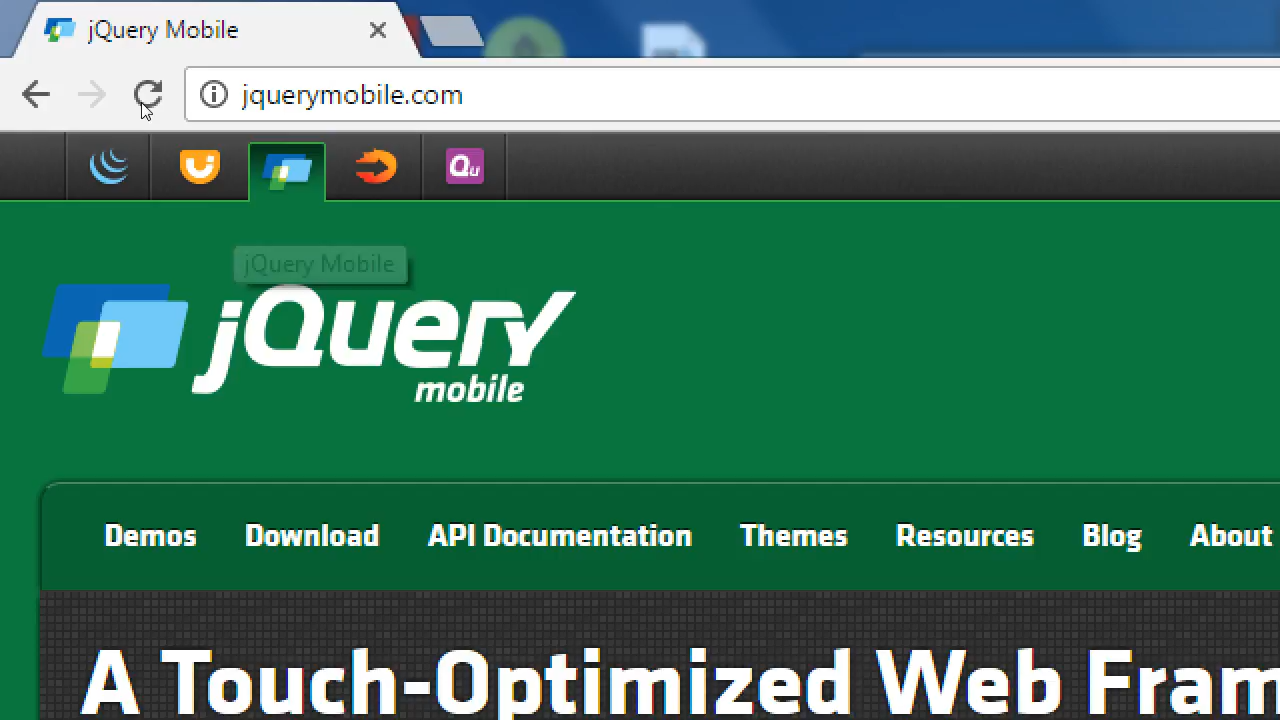 jQuery Mobile
jquerymobile.com
Qu
jQuery Mobile
jQuery
mobile
Demos Download API Documentation Themes Resources Blog About
A Touch-Optimized Web Fram